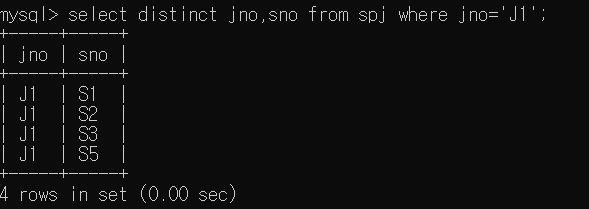 mysql> select distinct jno,sno from spj where jno='J1';
+-----+-----+
| jno | sno |
+-----+-----+
| J1  | S1  |
| J1  | S2  |
| J1  | S3  |
| J1  | S5  |
+-----+-----+
4 rows in set (0.00 sec)